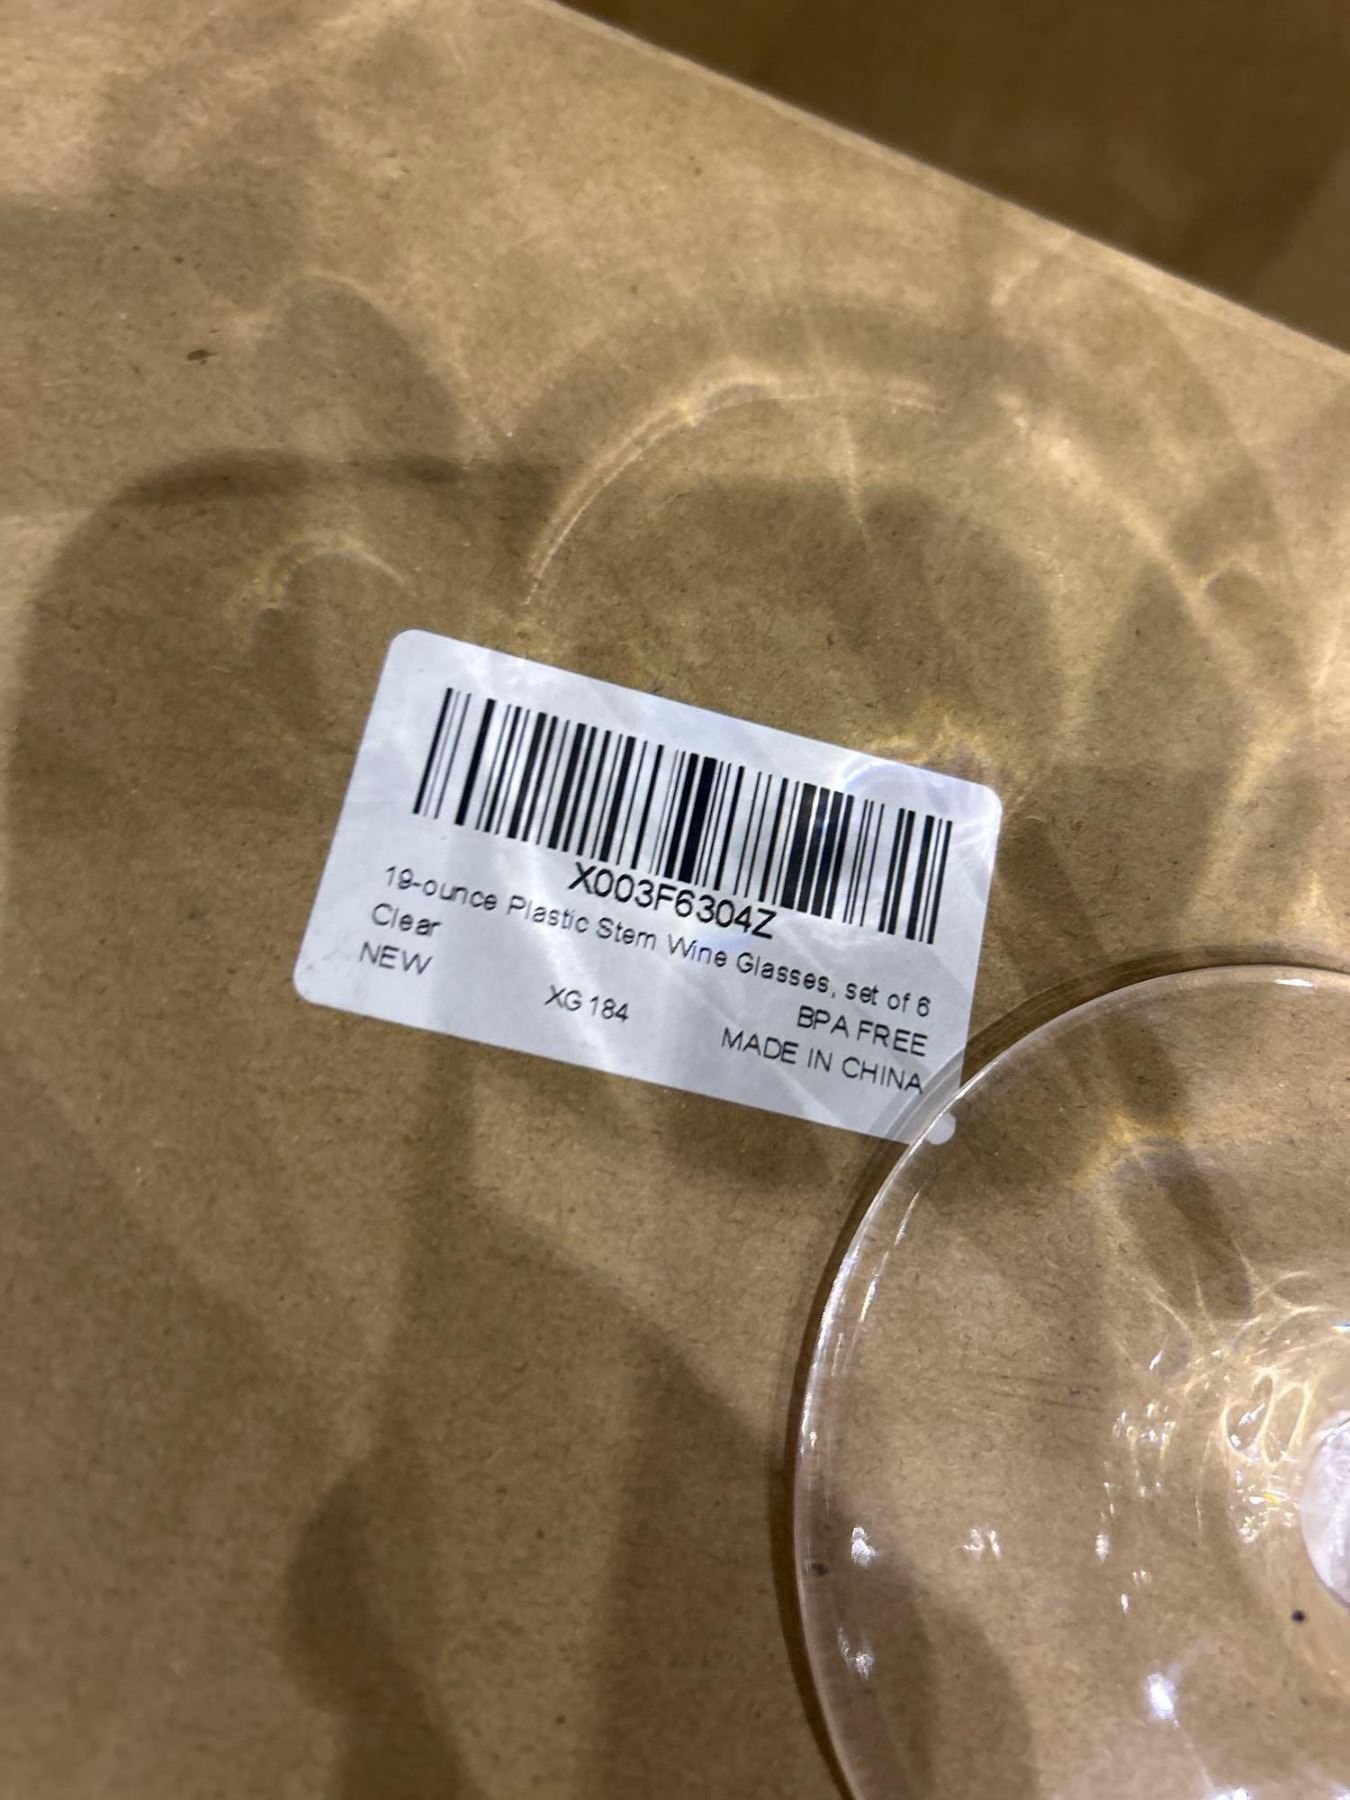 X003F6304Z
19-ounce Plastic Stem Wine Glasses, set of 6
Clear
BPA FREE
NEW
MADE IN CHINA
XG 184